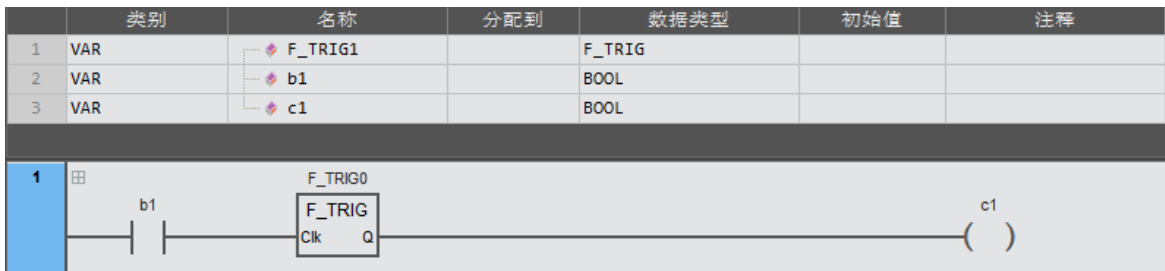 类别 名称 分配到 数据类型 初始值 注释
1 VAR F_TRIG1 F_TRIG
2 VAR b1 BOOL
3 VAR c1 BOOL
1 F_TRIG0
b1 F_TRIG c1
Clk Q